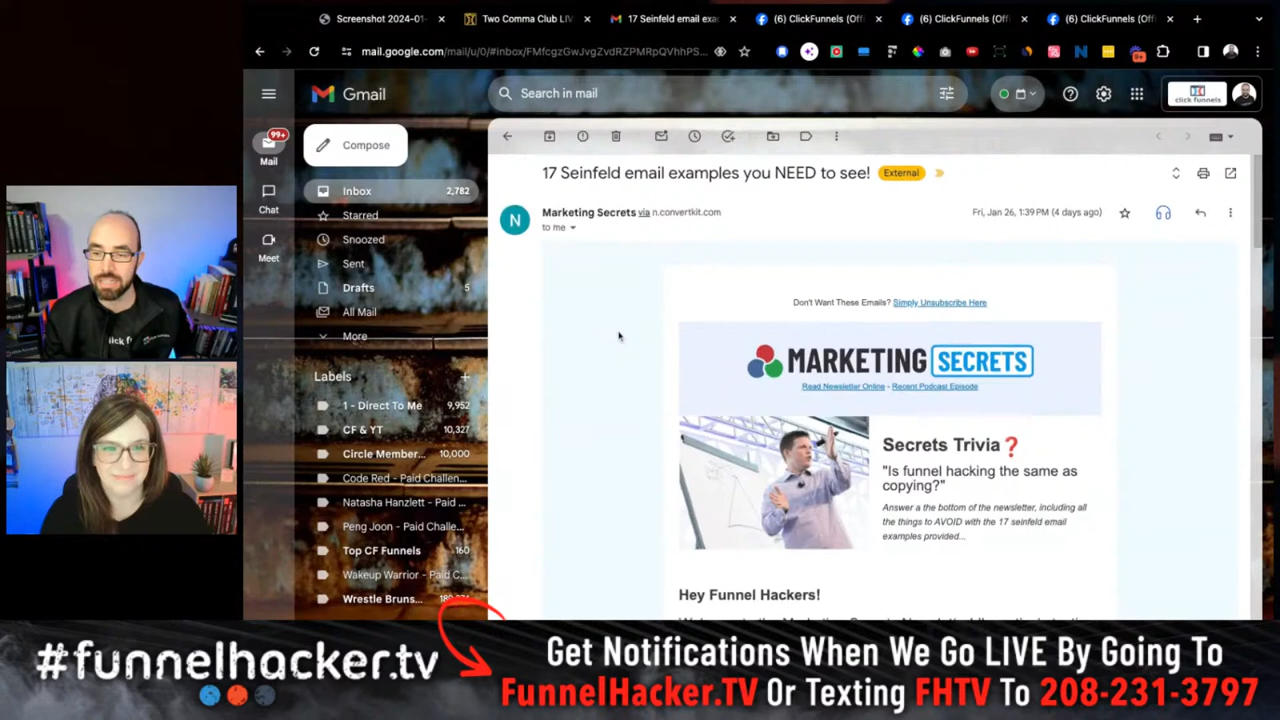 Screenshot 2024-01-
Two Comma Club LIV
17 Seinfeld email exa
(6) ClickFunnels (Offi
(6) ClickFunnels (Offi
(6) ClickFunnels (Offi
mail.google.com/mail/u/0/#inbox/FMfcgzGwJvgZvdRZPMRpQVhhPS...
Gmail
Search in mail
click funnels
99+
Mail
Compose
Chat
Meet
Inbox 2,782
Starred
Snoozed
Sent
Drafts 5
All Mail
More
Labels
1 - Direct To Me 9,952
CF & YT 10,327
Circle Member... 10,000
Code Red - Paid Challen...
Natasha Hanzlett - Paid ...
Peng Joon - Paid Challe...
Top CF Funnels 160
Wakeup Warrior - Paid C...
Wrestle Bruns...
17 Seinfeld email examples you NEED to see! External
N
Marketing Secrets via n.convertkit.com
to me
Fri, Jan 26, 1:39 PM (4 days ago)
Don't Want These Emails? Simply Unsubscribe Here
MARKETING SECRETS
Read Newsletter Online - Recent Podcast Episode
Secrets Trivia❓
"Is funnel hacking the same as
copying?"
Answer a the bottom of the newsletter, including all
the things to AVOID with the 17 seinfeld email
examples provided...
Hey Funnel Hackers!
#funnelhacker.tv
Get Notifications When We Go LIVE By Going To
FunnelHacker.TV Or Texting FHTV To 208-231-3797